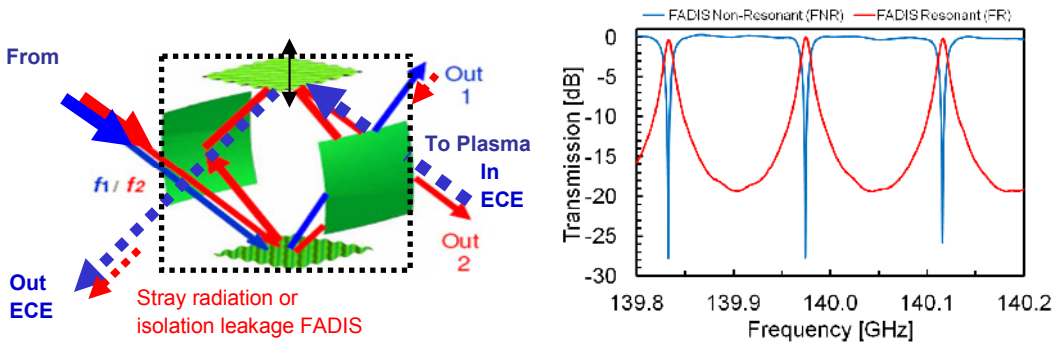 From
f1 / f2
Out
1
To Plasma
In
ECE
Out
2
Out
ECE
Stray radiation or
isolation leakage FADIS
FADIS Non-Resonant (FNR)
FADIS Resonant (FR)
Transmission [dB]
0
-5
-10
-15
-20
-25
-30
139.8
139.9
140.0
140.1
140.2
Frequency [GHz]